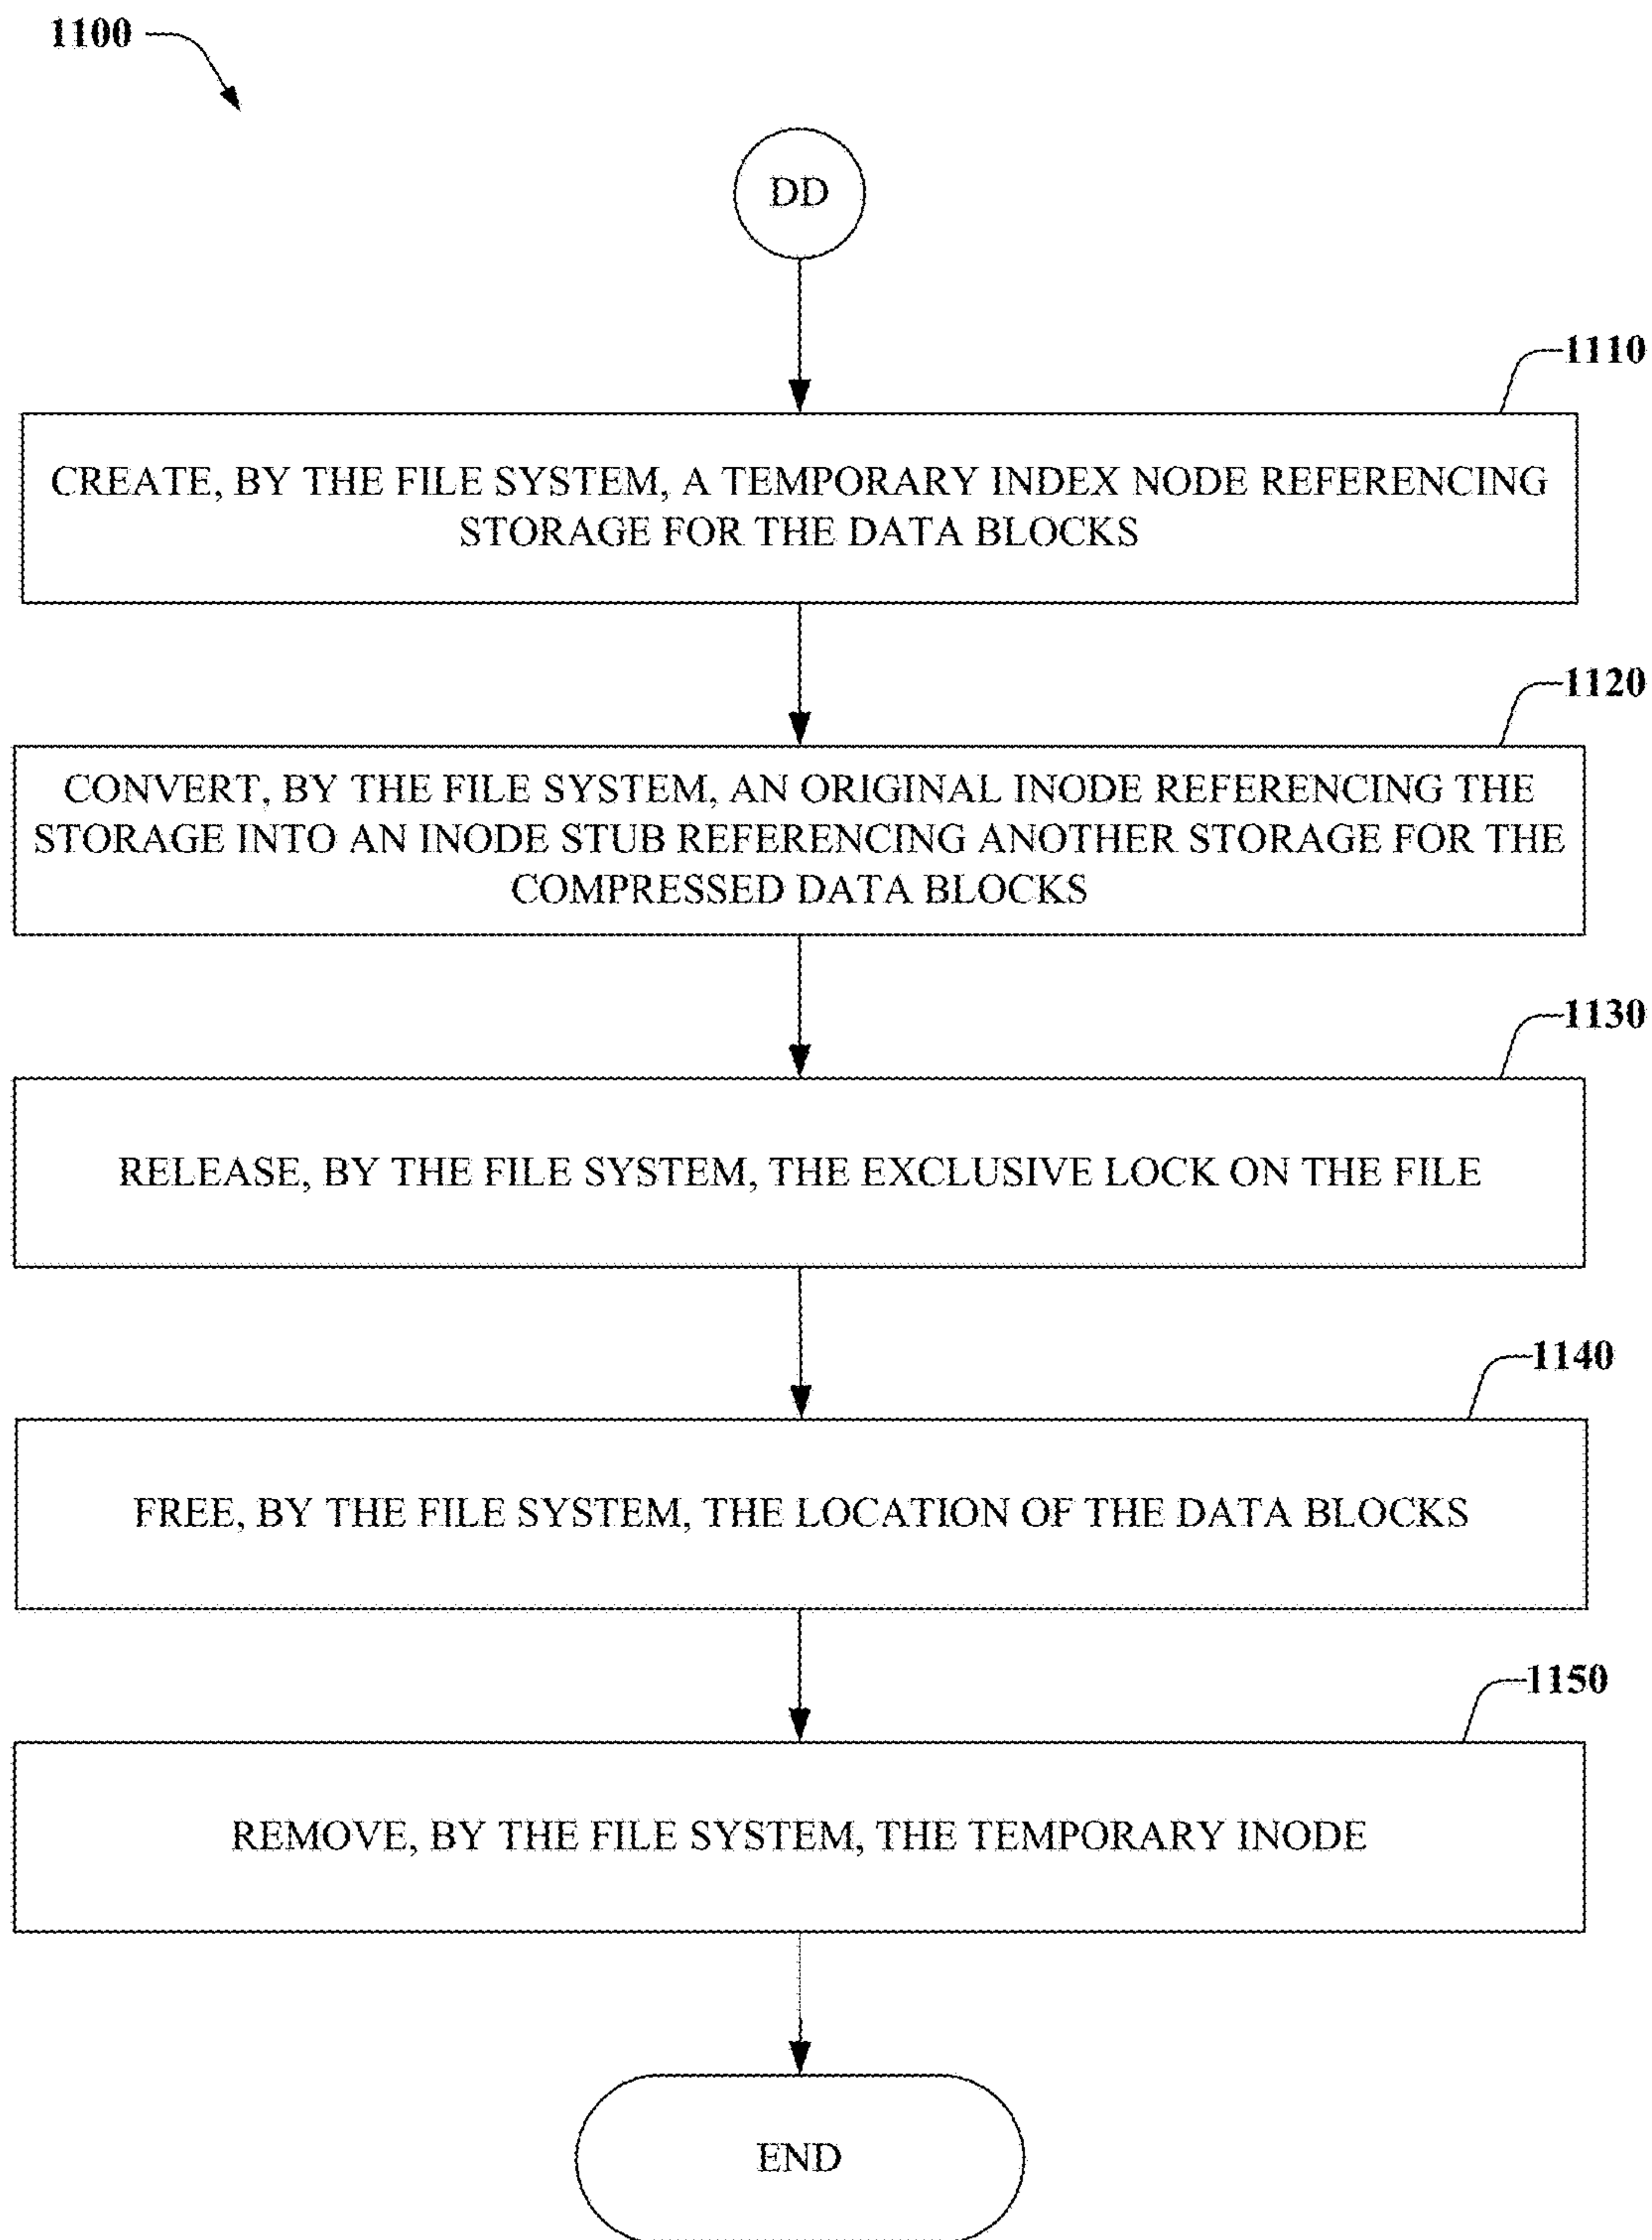 1100
DD
1110
CREATE, BY THE FILE SYSTEM, A TEMPORARY INDEX NODE REFERENCING
STORAGE FOR THE DATA BLOCKS
1120
CONVERT, BY THE FILE SYSTEM, AN ORIGINAL INODE REFERENCING THE
STORAGE INTO AN INODE STUB REFERENCING ANOTHER STORAGE FOR THE
COMPRESSED DATA BLOCKS
1130
RELEASE, BY THE FILE SYSTEM, THE EXCLUSIVE LOCK ON THE FILE
1140
FREE, BY THE FILE SYSTEM, THE LOCATION OF THE DATA BLOCKS
1150
REMOVE, BY THE FILE SYSTEM, THE TEMPORARY INODE
END